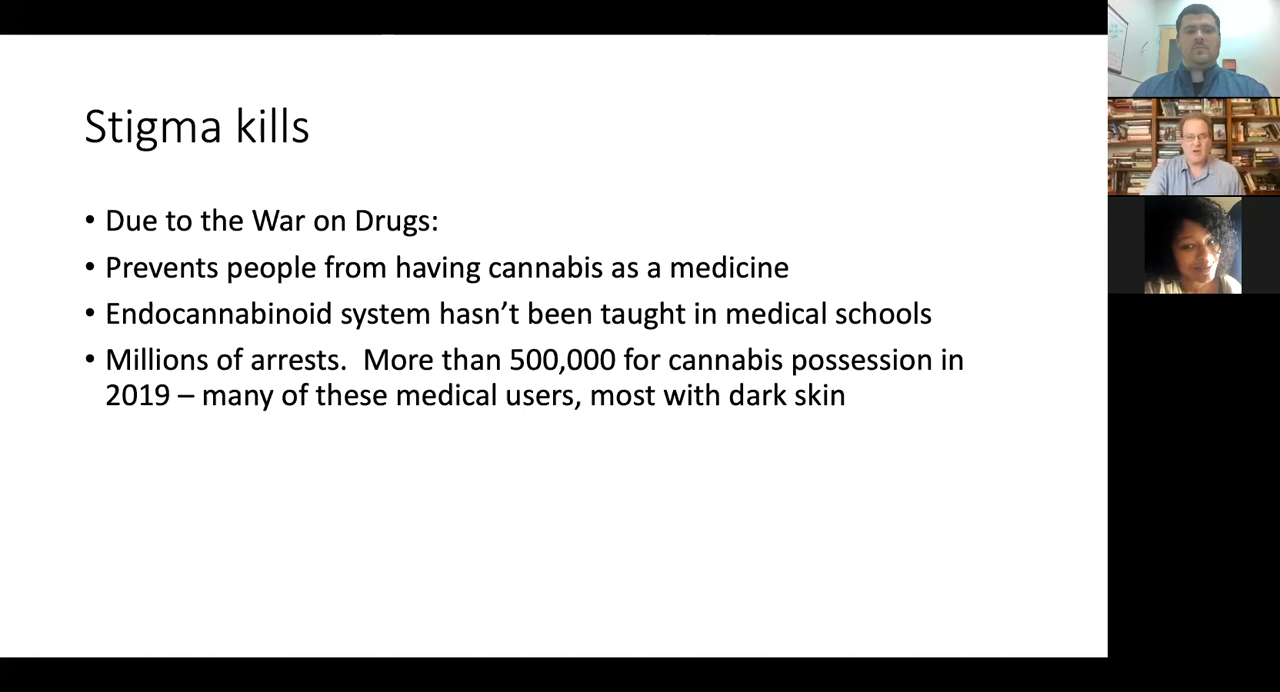 Stigma kills
• Due to the War on Drugs:
• Prevents people from having cannabis as a medicine
• Endocannabinoid system hasn’t been taught in medical schools
• Millions of arrests.  More than 500,000 for cannabis possession in
2019 – many of these medical users, most with dark skin